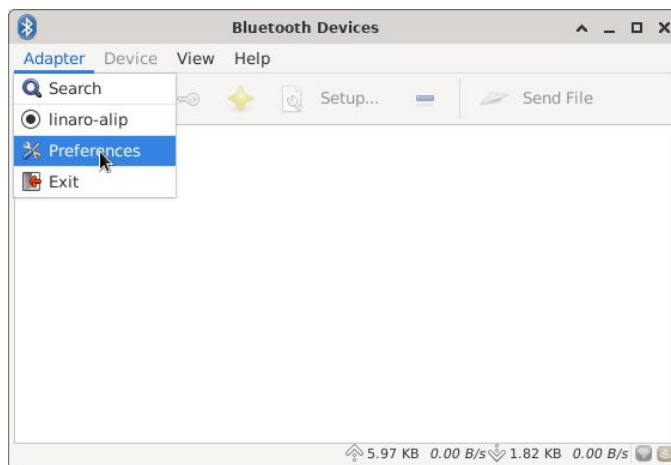 Bluetooth Devices
Adapter Device View Help
Search
Setup... Send File
linaro-alip
Preferences
Exit
5.97 KB 0.00 B/s 1.82 KB 0.00 B/s